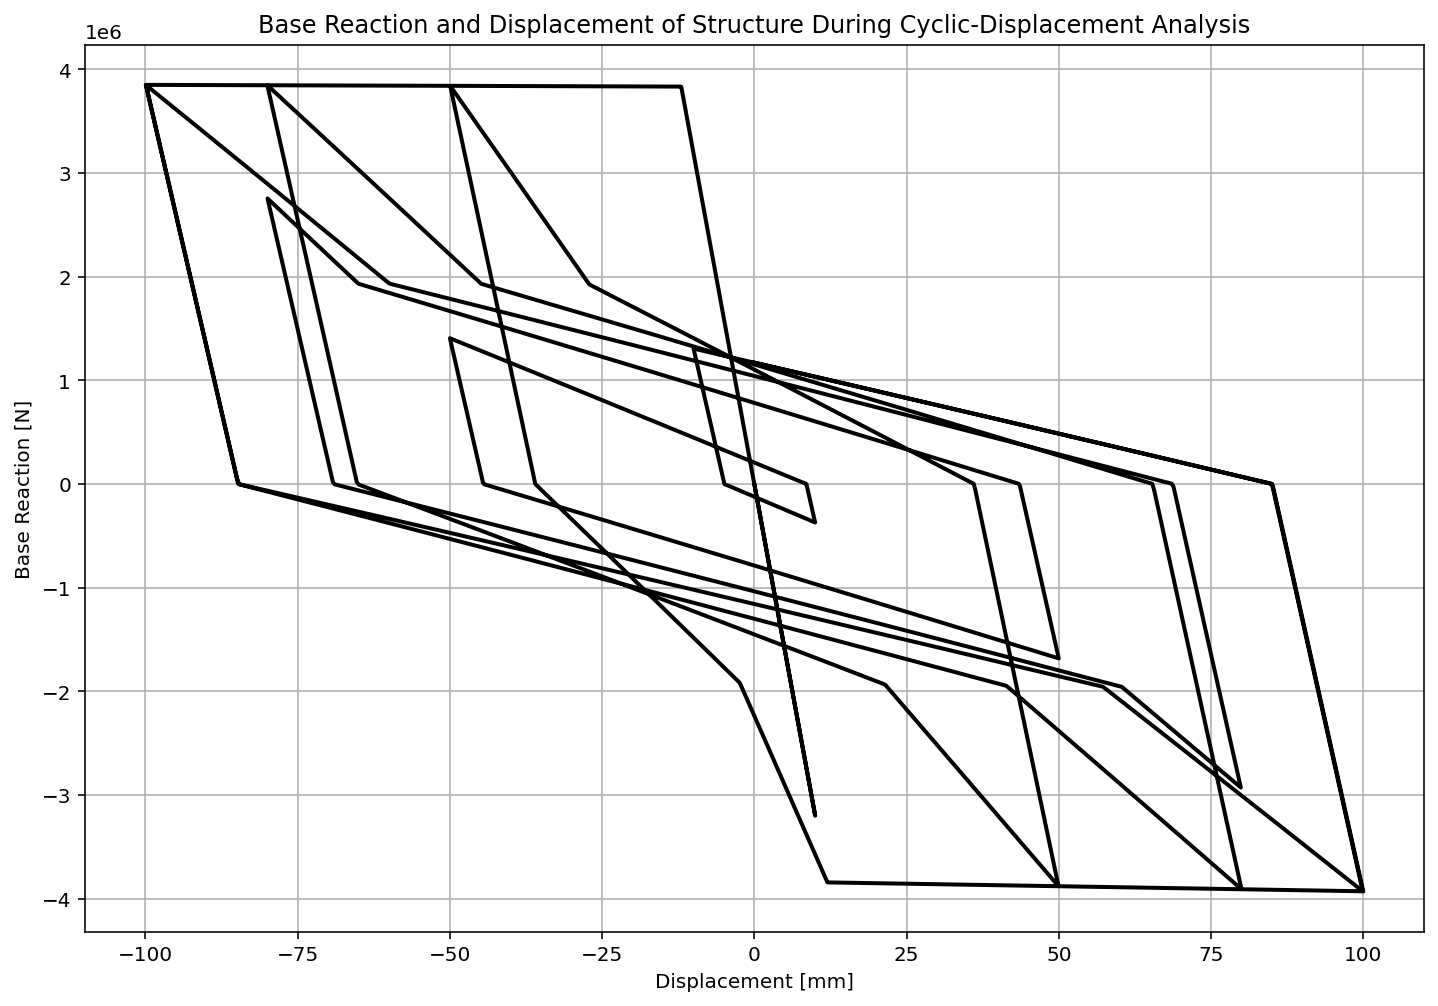 Base Reaction and Displacement of Structure During Cyclic-Displacement Analysis
1e6
4
3
2
1
0
−1
−2
−3
−4
Base Reaction [N]
−100 −75 −50 −25 0 25 50 75 100
Displacement [mm]